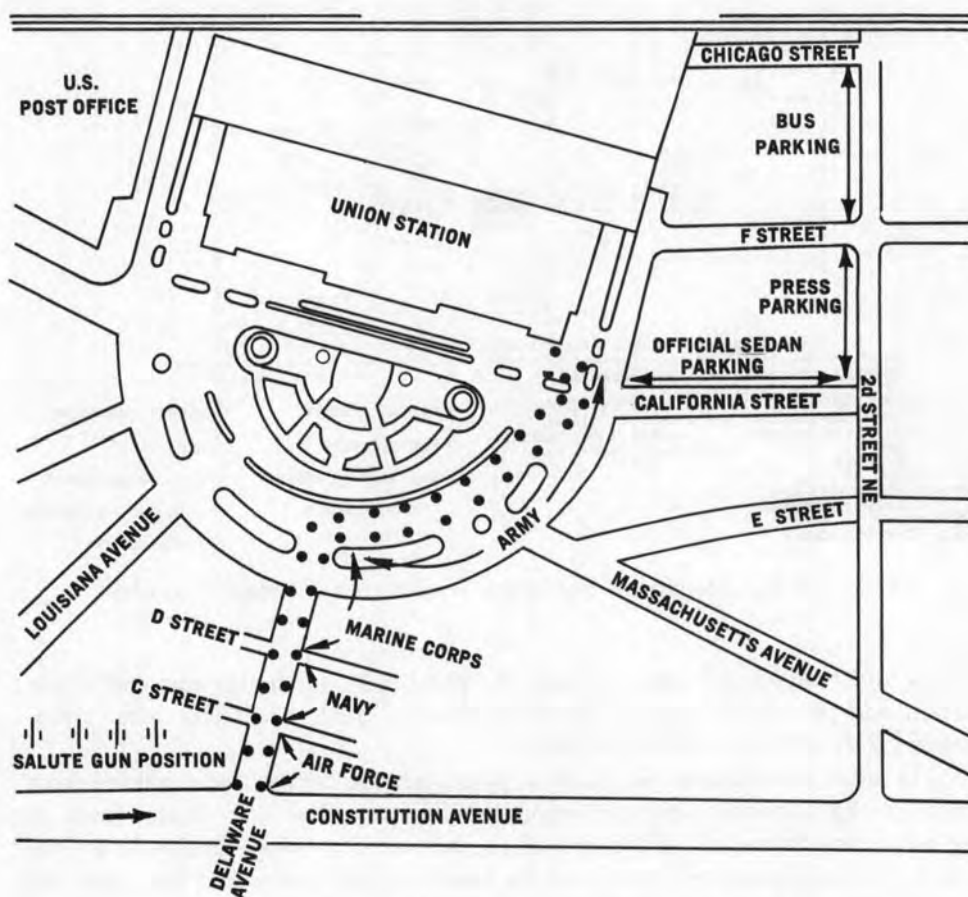 CHICAGO STREET
U.S.
POST OFFICE
BUS
PARKING
UNION STATION
F STREET
PRESS
PARKING
OFFICIAL SEDAN
PARKING
CALIFORNIA STREET
2d STREET NE
E STREET
ARMY
LOUISIANA AVENUE
MASSACHUSETTS AVENUE
D STREET
MARINE CORPS
C STREET
NAVY
SALUTE GUN POSITION
AIR FORCE
CONSTITUTION AVENUE
DELAWARE
AVENUE